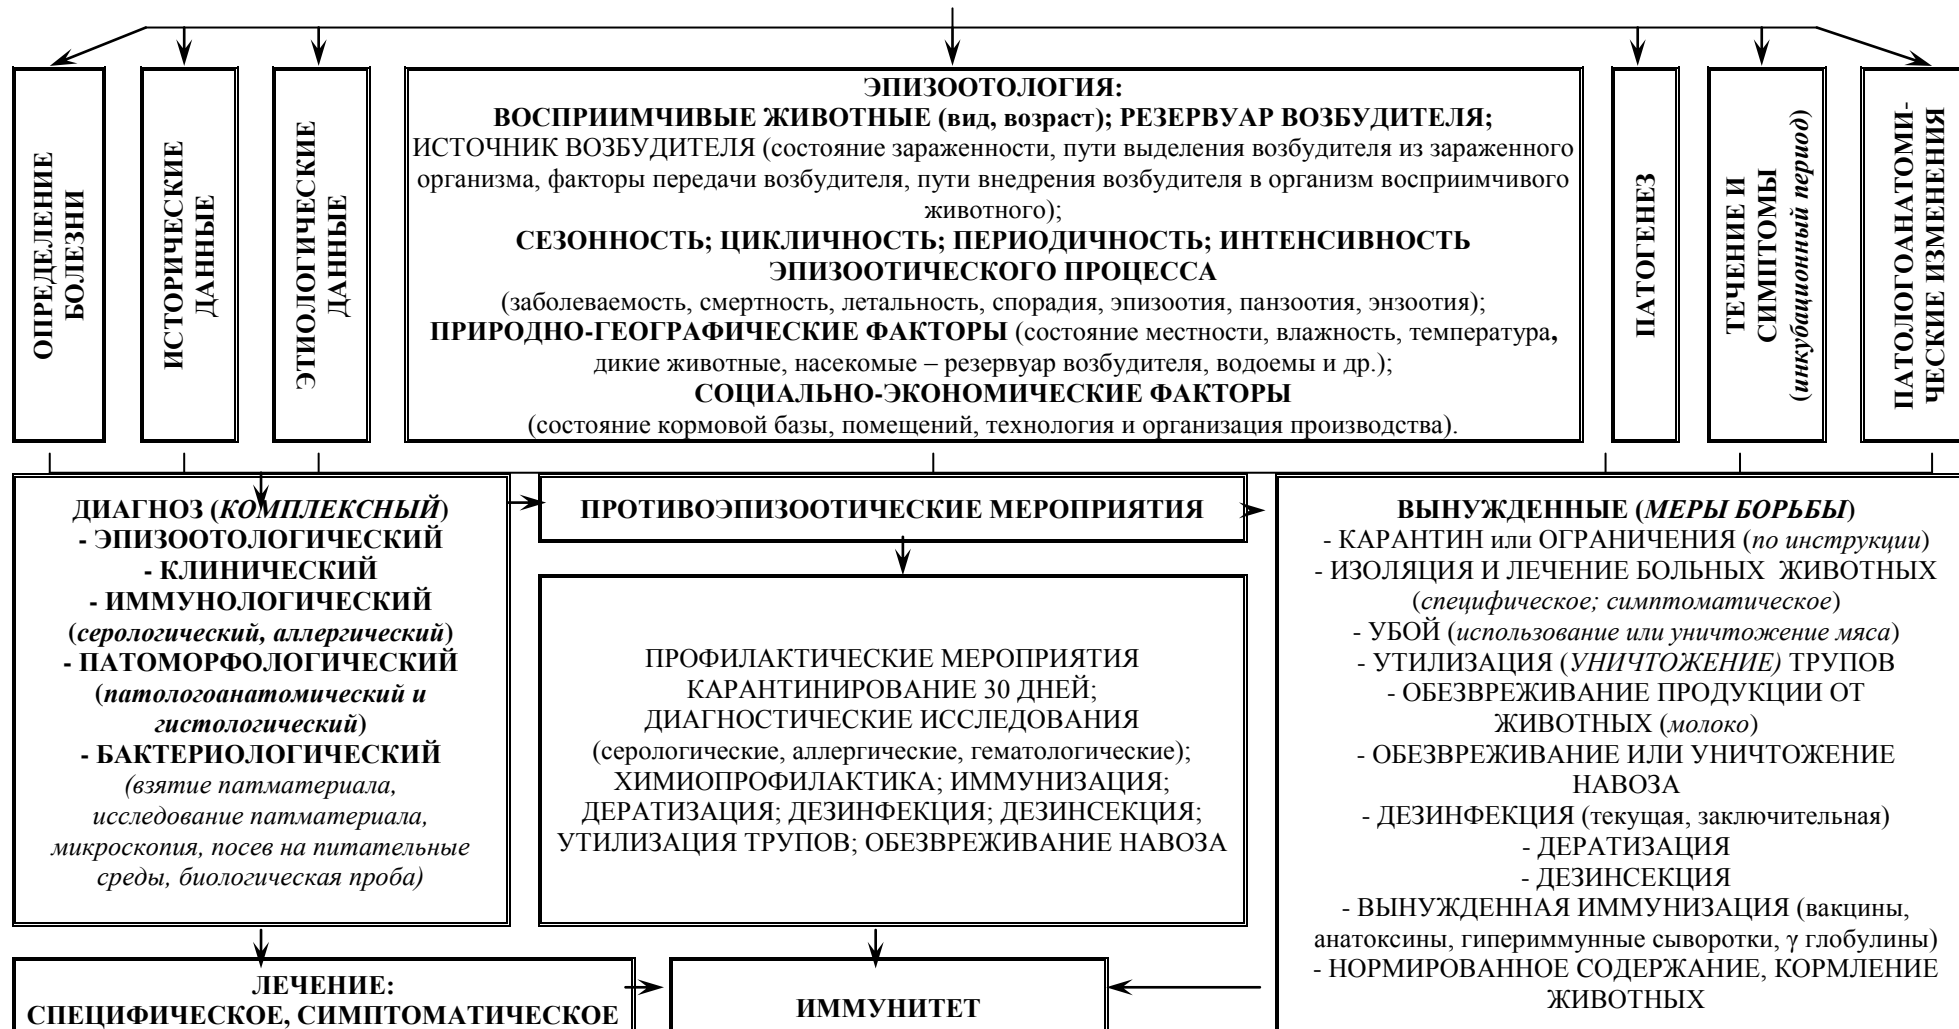 ОПРЕДЕЛЕНИЕ
БОЛЕЗНИ
ИСТОРИЧЕСКИЕ
ДАННЫЕ
ЭТИОЛОГИЧЕСКИЕ
ДАННЫЕ
ЭПИЗООТОЛОГИЯ:
ВОСПРИИМЧИВЫЕ ЖИВОТНЫЕ (вид, возраст); РЕЗЕРВУАР ВОЗБУДИТЕЛЯ;
ИСТОЧНИК ВОЗБУДИТЕЛЯ (состояние зараженности, пути выделения возбудителя из зараженного
организма, факторы передачи возбудителя, пути внедрения возбудителя в организм восприимчивого
животного);
СЕЗОННОСТЬ; ЦИКЛИЧНОСТЬ; ПЕРИОДИЧНОСТЬ; ИНТЕНСИВНОСТЬ
ЭПИЗООТИЧЕСКОГО ПРОЦЕССА
(заболеваемость, смертность, летальность, спорадия, эпизоотия, панзоотия, энзоотия);
ПРИРОДНО-ГЕОГРАФИЧЕСКИЕ ФАКТОРЫ (состояние местности, влажность, температура,
дикие животные, насекомые – резервуар возбудителя, водоемы и др.);
СОЦИАЛЬНО-ЭКОНОМИЧЕСКИЕ ФАКТОРЫ
(состояние кормовой базы, помещений, технология и организация производства).
ПАТОГЕНЕЗ
ТЕЧЕНИЕ И
СИМПТОМЫ
(инкубационный период)
ПАТОЛОГОАНАТОМИ-
ЧЕСКИЕ ИЗМЕНЕНИЯ
ДИАГНОЗ (КОМПЛЕКСНЫЙ)
- ЭПИЗООТОЛОГИЧЕСКИЙ
- КЛИНИЧЕСКИЙ
- ИММУНОЛОГИЧЕСКИЙ
(серологический, аллергический)
- ПАТОМОРФОЛОГИЧЕСКИЙ
(патологоанатомический и
гистологический)
- БАКТЕРИОЛОГИЧЕСКИЙ
(взятие патматериала,
исследование патматериала,
микроскопия, посев на питательные
среды, биологическая проба)
ПРОТИВОЭПИЗООТИЧЕСКИЕ МЕРОПРИЯТИЯ
ПРОФИЛАКТИЧЕСКИЕ МЕРОПРИЯТИЯ
КАРАНТИНИРОВАНИЕ 30 ДНЕЙ;
ДИАГНОСТИЧЕСКИЕ ИССЛЕДОВАНИЯ
(серологические, аллергические, гематологические);
ХИМИОПРОФИЛАКТИКА; ИММУНИЗАЦИЯ;
ДЕРАТИЗАЦИЯ; ДЕЗИНФЕКЦИЯ; ДЕЗИНСЕКЦИЯ;
УТИЛИЗАЦИЯ ТРУПОВ; ОБЕЗВРЕЖИВАНИЕ НАВОЗА
ВЫНУЖДЕННЫЕ (МЕРЫ БОРЬБЫ)
- КАРАНТИН или ОГРАНИЧЕНИЯ (по инструкции)
- ИЗОЛЯЦИЯ И ЛЕЧЕНИЕ БОЛЬНЫХ ЖИВОТНЫХ
(специфическое; симптоматическое)
- УБОЙ (использование или уничтожение мяса)
- УТИЛИЗАЦИЯ (УНИЧТОЖЕНИЕ) ТРУПОВ
- ОБЕЗВРЕЖИВАНИЕ ПРОДУКЦИИ ОТ
ЖИВОТНЫХ (молоко)
- ОБЕЗВРЕЖИВАНИЕ ИЛИ УНИЧТОЖЕНИЕ
НАВОЗА
- ДЕЗИНФЕКЦИЯ (текущая, заключительная)
- ДЕРАТИЗАЦИЯ
- ДЕЗИНСЕКЦИЯ
- ВЫНУЖДЕННАЯ ИММУНИЗАЦИЯ (вакцины,
анатоксины, гипериммунные сыворотки, γ глобулины)
- НОРМИРОВАННОЕ СОДЕРЖАНИЕ, КОРМЛЕНИЕ
ЖИВОТНЫХ
ЛЕЧЕНИЕ:
СПЕЦИФИЧЕСКОЕ, СИМПТОМАТИЧЕСКОЕ
ИММУНИТЕТ